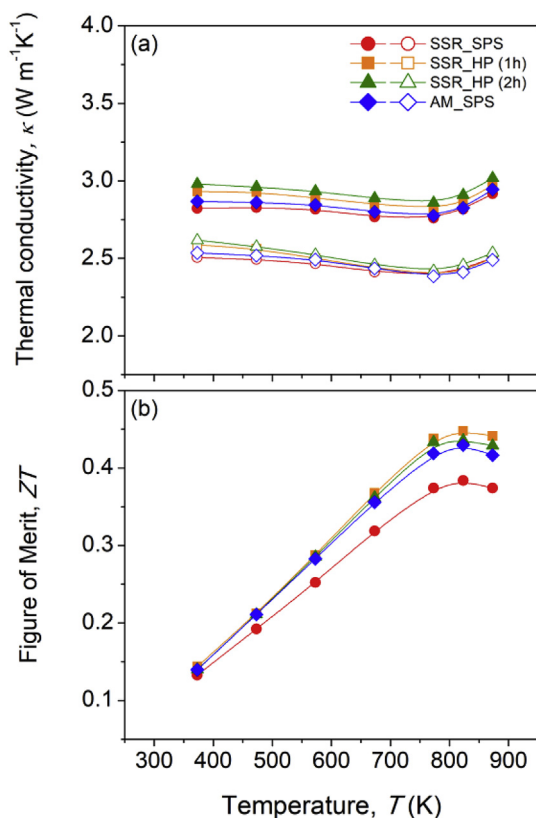 (a)
SSR_SPS
SSR_HP (1h)
SSR_HP (2h)
AM_SPS
4.0
3.5
3.0
2.5
2.0
Thermal conductivity, κ (W m⁻¹K⁻¹)
(b)
0.5
0.4
0.3
0.2
0.1
Figure of Merit, ZT
300 400 500 600 700 800 900
Temperature, T (K)